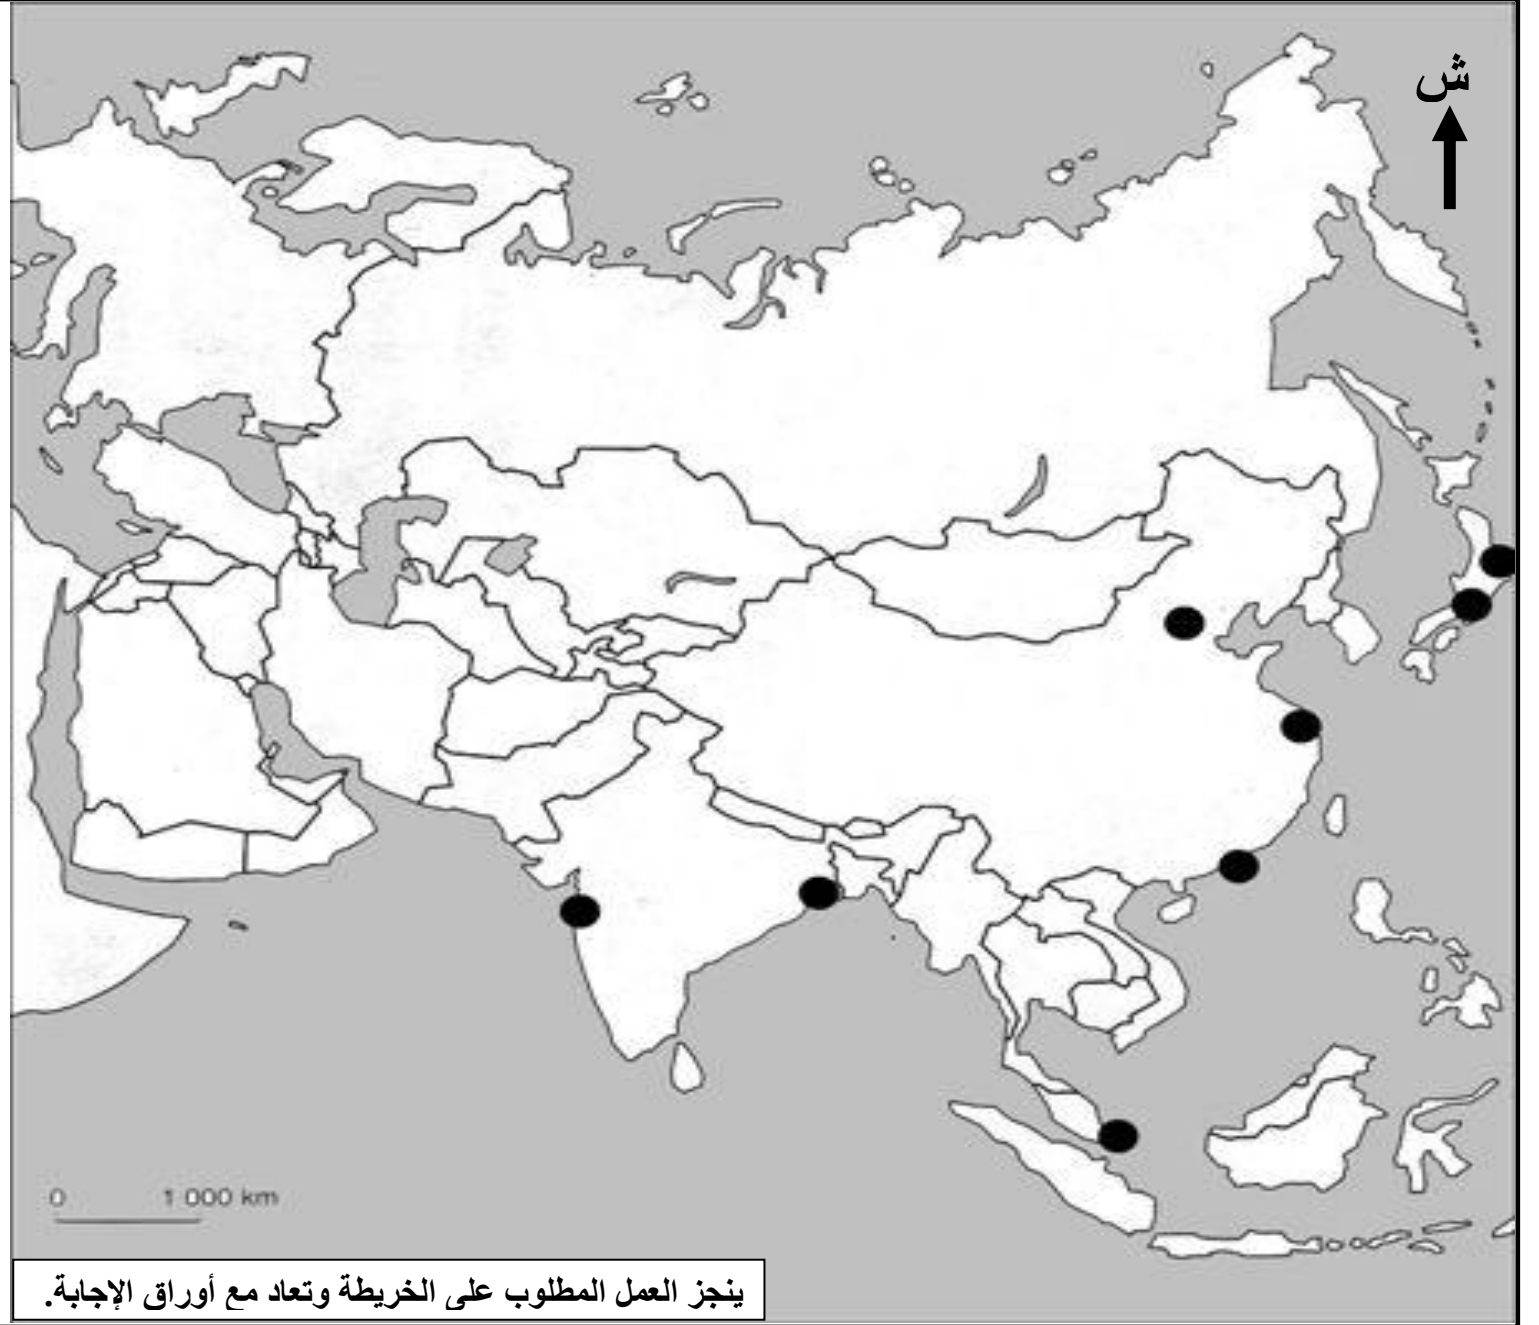 ش
0 1 000 km
ينجز العمل المطلوب على الخريطة وتعاد مع أوراق الإجابة.